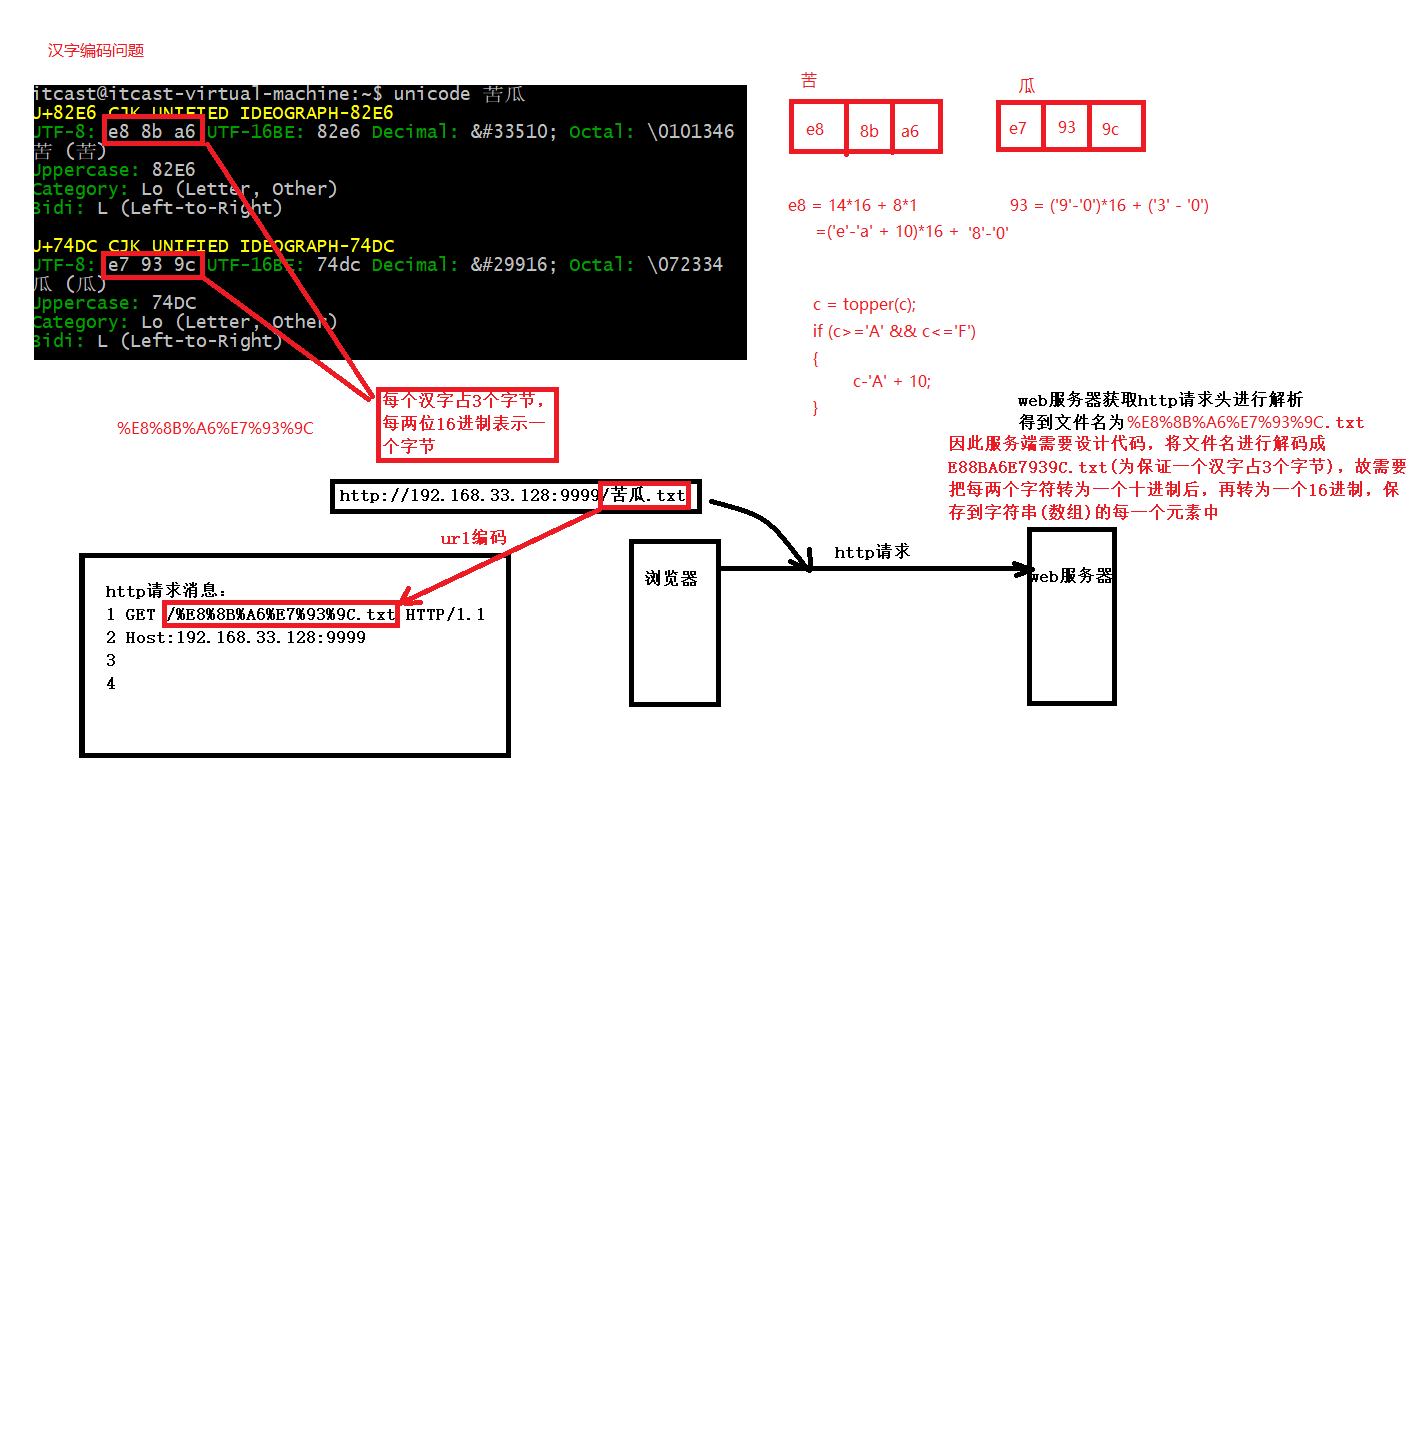 汉字编码问题
itcast@itcast-virtual-machine:~$ unicode 苦瓜
U+82E6 CJK UNIFIED IDEOGRAPH-82E6
UTF-8: e8 8b a6 UTF-16BE: 82e6 Decimal: &#33510; Octal: \0101346
苦 (苦)
Uppercase: 82E6
Category: Lo (Letter, Other)
Bidi: L (Left-to-Right)
U+74DC CJK UNIFIED IDEOGRAPH-74DC
UTF-8: e7 93 9c UTF-16BE: 74dc Decimal: &#29916; Octal: \072334
瓜 (瓜)
Uppercase: 74DC
Category: Lo (Letter, Other)
Bidi: L (Left-to-Right)
苦
e8 8b a6
瓜
e7 93 9c
e8 = 14*16 + 8*1
=('e'-'a' + 10)*16 + '8'-'0'
93 = ('9'-'0')*16 + ('3' - '0')
c = topper(c);
if (c>='A' && c<='F')
{
c-'A' + 10;
}
每个汉字占3个字节，
每两位16进制表示一
个字节
%E8%8B%A6%E7%93%9C
web服务器获取http请求头进行解析
得到文件名为%E8%8B%A6%E7%93%9C.txt
因此服务端需要设计代码，将文件名进行解码成
E88BA6E7939C.txt(为保证一个汉字占3个字节)，故需要
把每两个字符转为一个十进制后，再转为一个16进制，保
存到字符串(数组)的每一个元素中
http://192.168.33.128:9999/苦瓜.txt
url编码
http请求消息：
1 GET /%E8%8B%A6%E7%93%9C.txt HTTP/1.1
2 Host:192.168.33.128:9999
3
4
浏览器
http请求
web服务器